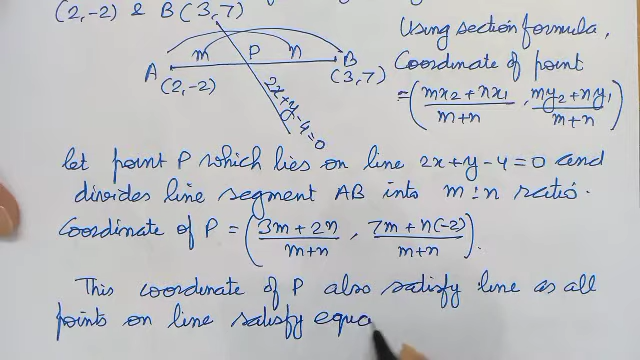 (2,-2) & B(3,7)
Using section formula,
m P n
A B
(2,-2) (3,7)
2x+y-4=0
Coordinate of point
= (mx2+nx1/m+n , my2+ny1/m+n)
let point P which lies on line 2x+y-4=0 and
divides line segment AB into m:n ratio.
Coordinate of P = (3m+2n/m+n , 7m+n(-2)/m+n).
This coordinate of P also satisfy line as all
points on line satisfy equa